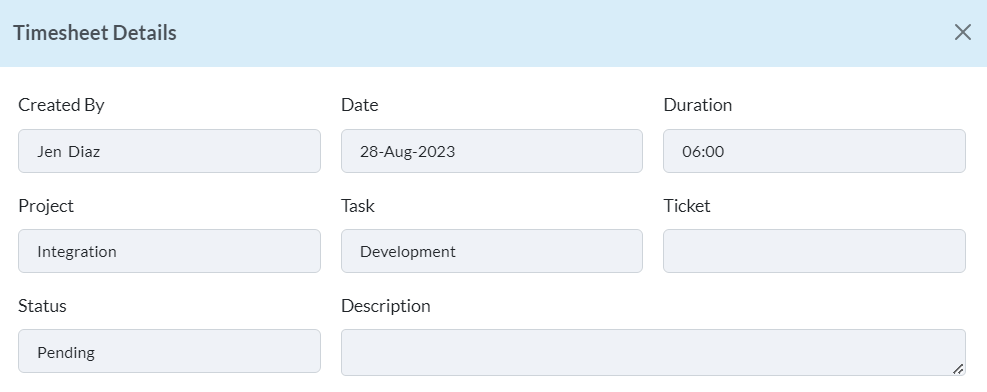 Timesheet Details
Created By Date Duration
Jen Diaz 28-Aug-2023 06:00
Project Task Ticket
Integration Development
Status Description
Pending